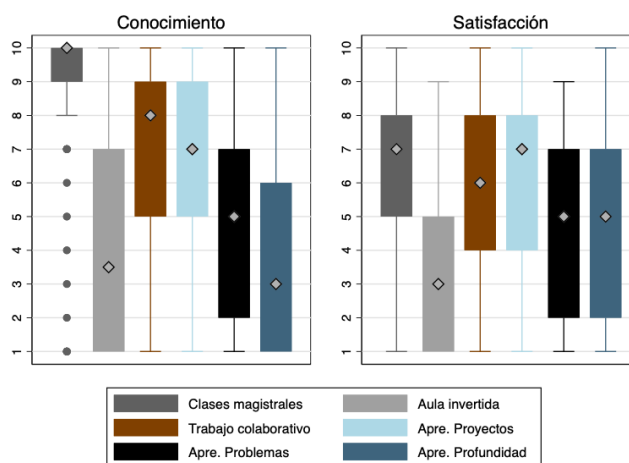 Conocimiento
Satisfacción
10
9
8
7
6
5
4
3
2
1
10
9
8
7
6
5
4
3
2
1
Clases magistrales
Aula invertida
Trabajo colaborativo
Apre. Proyectos
Apre. Problemas
Apre. Profundidad